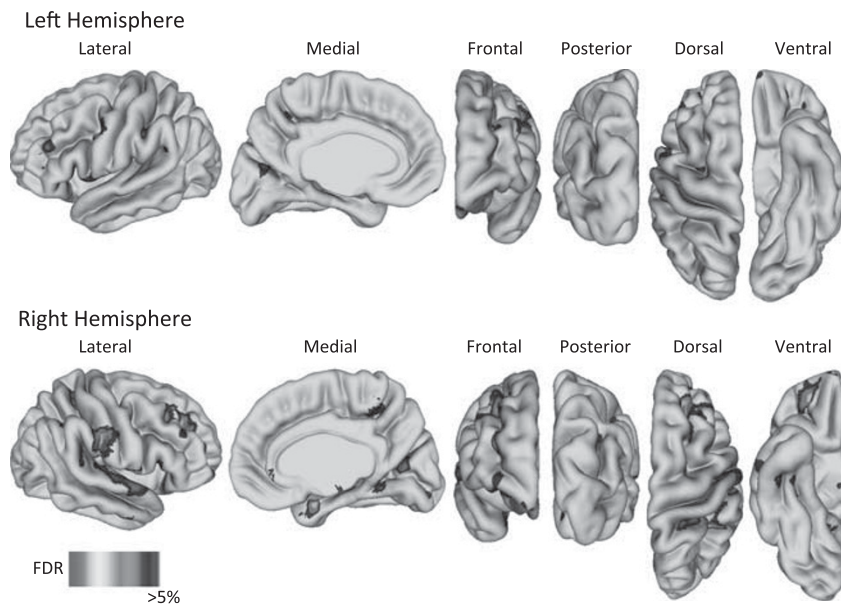 Left Hemisphere
Lateral Medial Frontal Posterior Dorsal Ventral
Right Hemisphere
Lateral Medial Frontal Posterior Dorsal Ventral
FDR
>5%